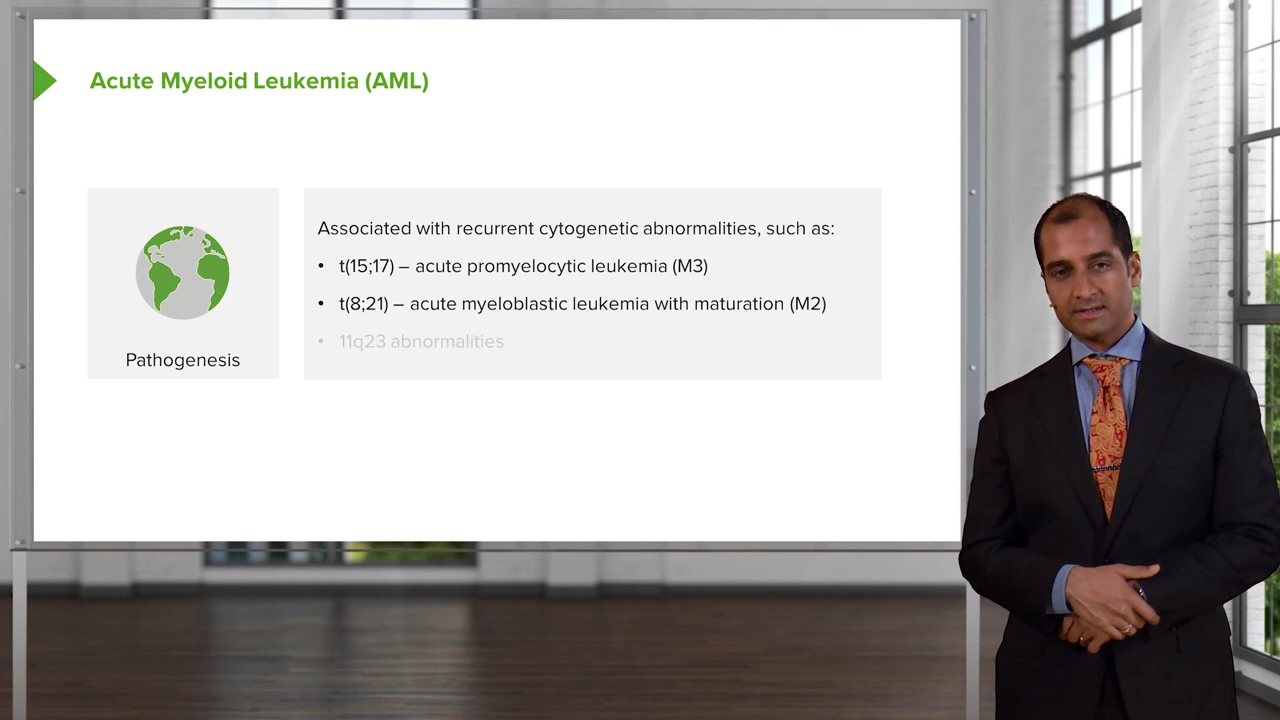 Acute Myeloid Leukemia (AML)
Associated with recurrent cytogenetic abnormalities, such as:
• t(15;17) – acute promyelocytic leukemia (M3)
• t(8;21) – acute myeloblastic leukemia with maturation (M2)
• 11q23 abnormalities
Pathogenesis